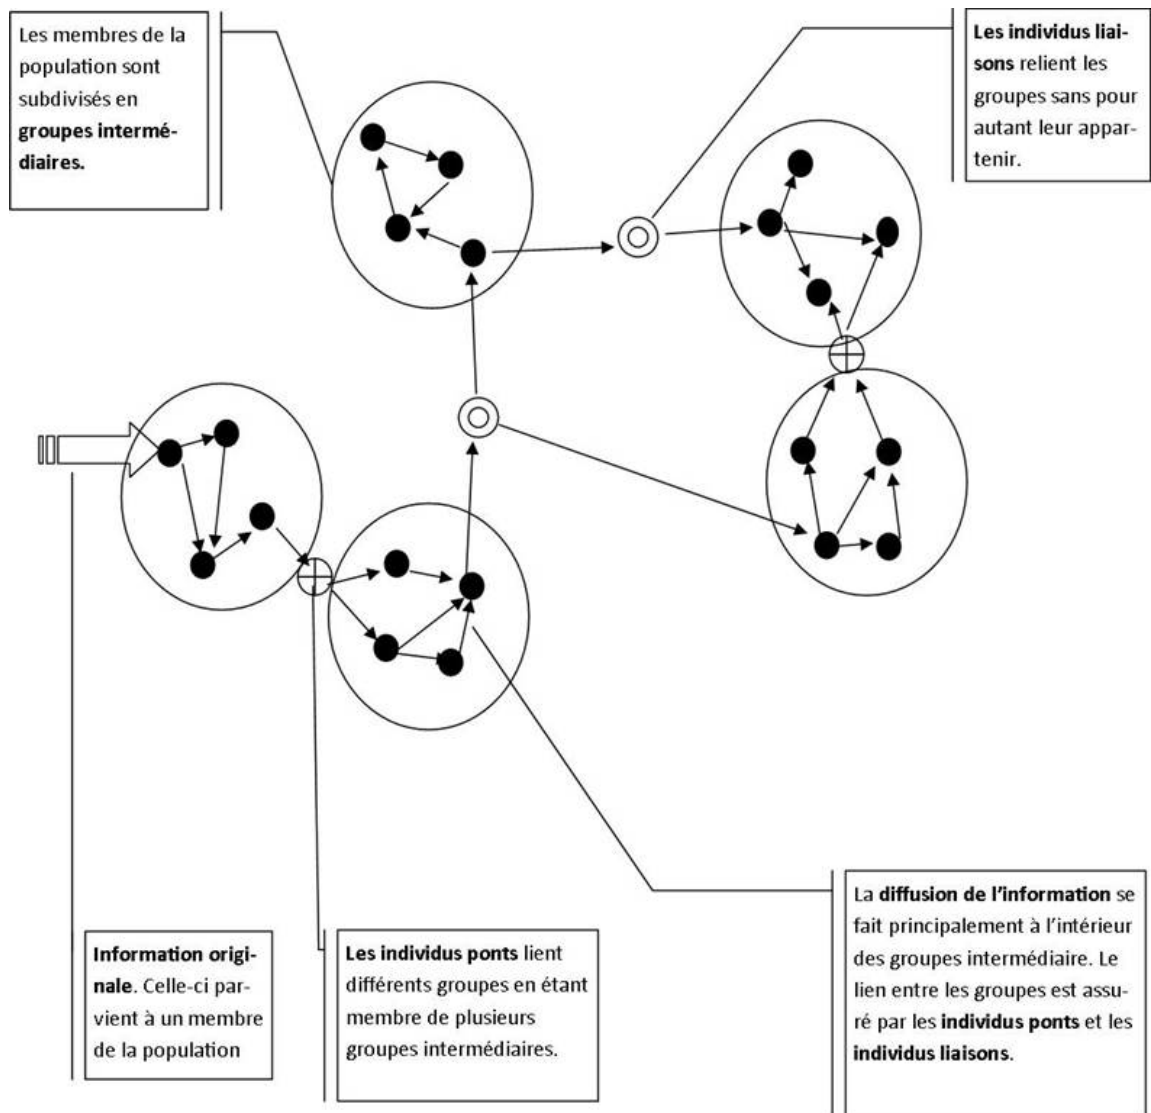 Les membres de la
population sont
subdivisés en
groupes intermé-
diaires.
Les individus liai-
sons relient les
groupes sans pour
autant leur appar-
tenir.
Information origi-
nale. Celle-ci par-
vient à un membre
de la population
Les individus ponts lient
différents groupes en étant
membre de plusieurs
groupes intermédiaires.
La diffusion de l’information se
fait principalement à l’intérieur
des groupes intermédiaire. Le
lien entre les groupes est assu-
ré par les individus ponts et les
individus liaisons.